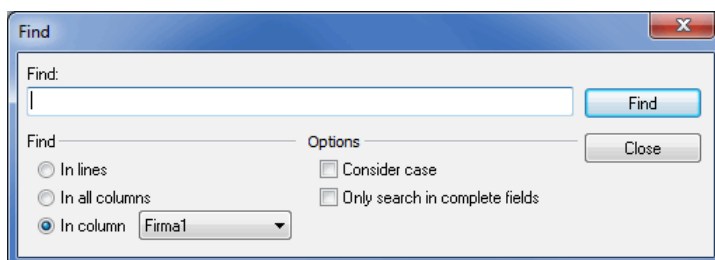 Find
Find:
Find
Find
Options
Close
In lines
Consider case
In all columns
Only search in complete fields
In column Firma1